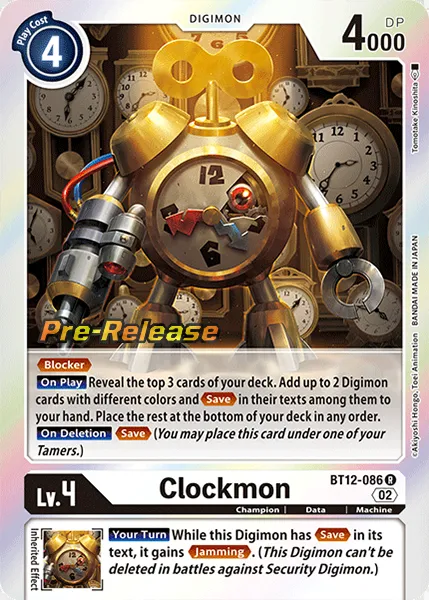 Play Cost
4
DIGIMON
DP
4000
Tomotake Kinoshita
©Akiyoshi Hongo, Toei Animation BANDAI MADE IN JAPAN
12
6
Pre-Release
Blocker
On Play Reveal the top 3 cards of your deck. Add up to 2 Digimon
cards with different colors and Save in their texts among them to
your hand. Place the rest at the bottom of your deck in any order.
On Deletion Save (You may place this card under one of your
Tamers.)
Lv.4
Clockmon
BT12-086 R
02
Champion | Data | Machine
Inherited Effect
Your Turn While this Digimon has Save in its
text, it gains Jamming. (This Digimon can't be
deleted in battles against Security Digimon.)